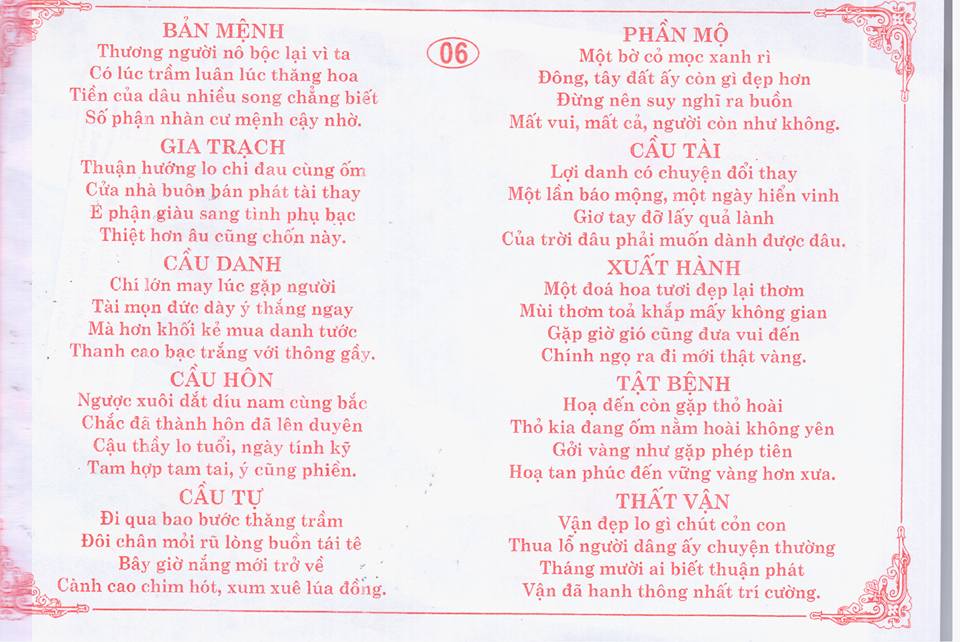 BẢN MỆNH
Thương người nô bộc lại vì ta
Có lúc trầm luân lúc thăng hoa
Tiền của dâu nhiều song chẳng biết
Số phận nhàn cư mệnh cậy nhờ.
GIA TRẠCH
Thuận hướng lo chi đau cùng ốm
Cửa nhà buôn bán phát tài thay
É phận giàu sang tình phụ bạc
Thiệt hơn âu cũng chốn này.
CẦU DANH
Chí lớn may lúc gặp người
Tài mọn đức dày ý thắng ngay
Mà hơn khối kẻ mua danh tước
Thanh cao bạc trắng với thông gầy.
CẦU HÔN
Ngược xuôi dắt díu nam cùng bắc
Chắc đã thành hôn đã lên duyên
Cậu thầy lo tuổi, ngày tính kỹ
Tam hợp tam tai, ý cũng phiền.
CẦU TỰ
Đi qua bao bước thăng trầm
Đôi chân mỏi rũ lòng buồn tái tê
Bây giờ nắng mới trở về
Cành cao chim hót, xum xuê lúa đồng.
06
PHẦN MỘ
Một bờ cỏ mọc xanh rì
Đông, tây đất ấy còn gì đẹp hơn
Đừng nên suy nghĩ ra buồn
Mất vui, mất cả, người còn như không.
CẦU TÀI
Lợi danh có chuyện đổi thay
Một lần báo mộng, một ngày hiển vinh
Giơ tay đỡ lấy quả lành
Của trời đâu phải muốn dành được đâu.
XUẤT HÀNH
Một đoá hoa tươi đẹp lại thơm
Mùi thơm toả khắp mấy không gian
Gặp giờ gió cũng đưa vui đến
Chính ngọ ra đi mới thật vàng.
TẬT BỆNH
Hoạ đến còn gặp thỏ hoài
Thỏ kia đang ốm nằm hoài không yên
Gởi vàng như gặp phép tiên
Hoạ tan phúc đến vững vàng hơn xưa.
THẤT VẬN
Vận đẹp lo gì chút cỏn con
Thua lỗ người dâng ấy chuyện thường
Tháng mười ai biết thuận phát
Vận đã hanh thông nhất trí cường.